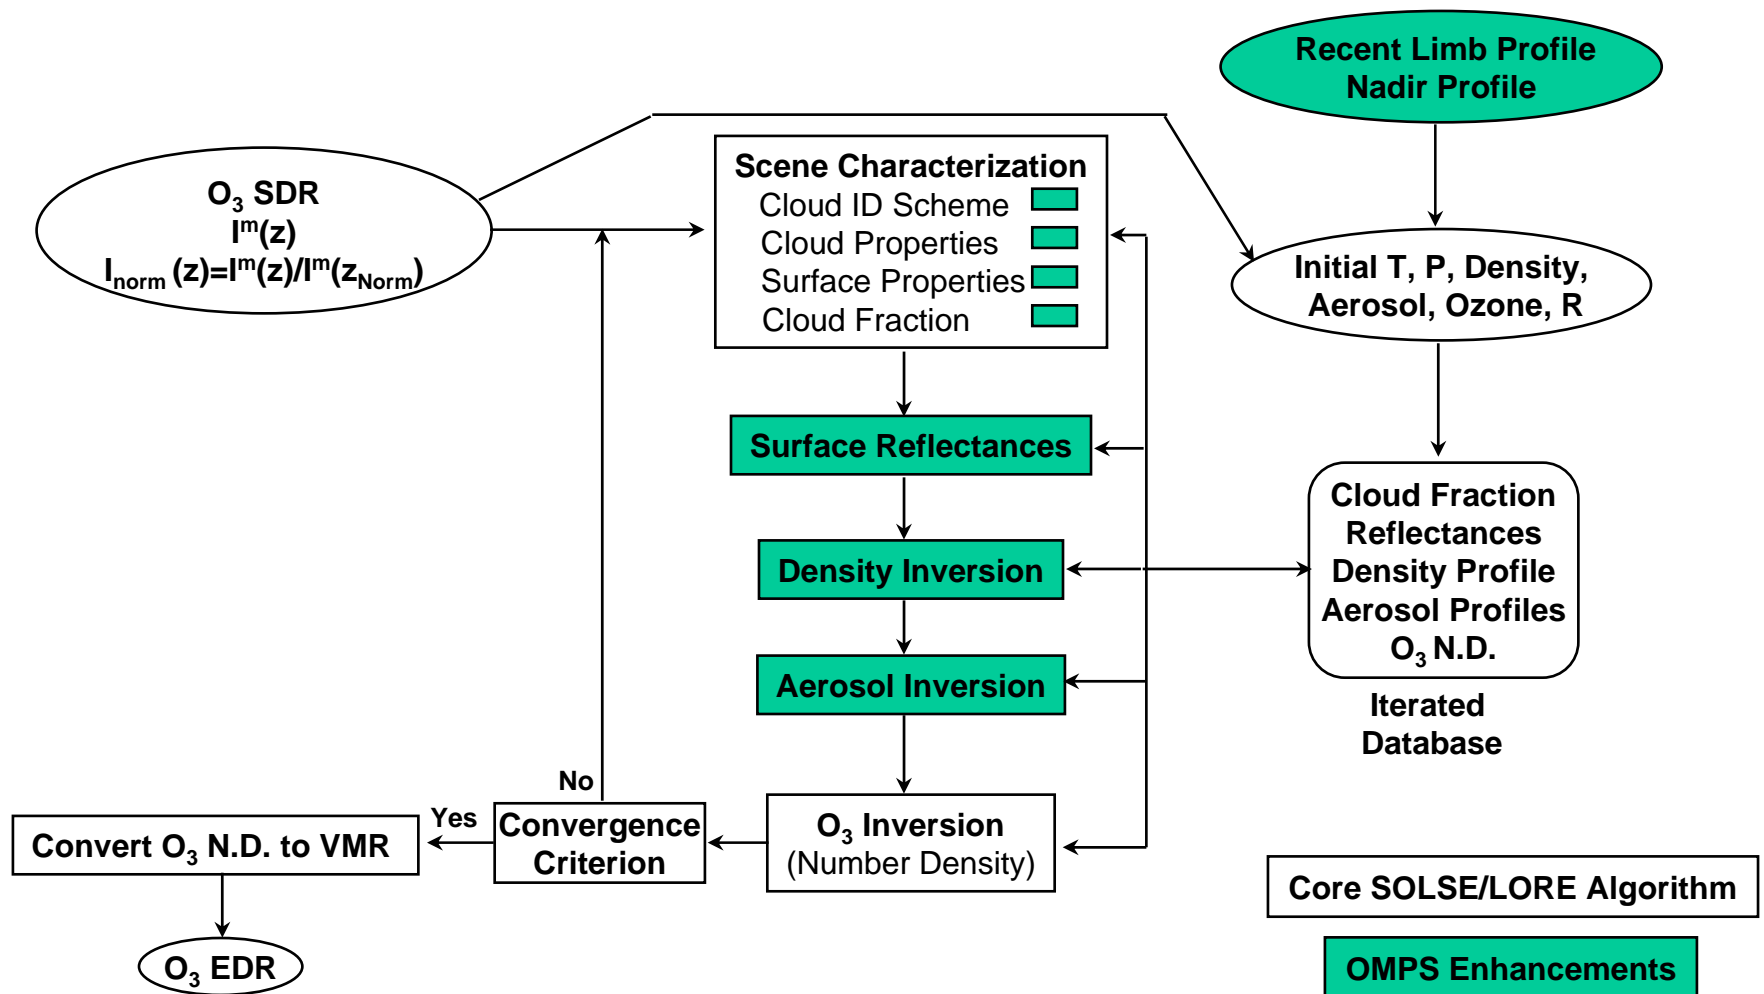 Recent Limb Profile
Nadir Profile
O₃ SDR
Iᵐ(z)
Iₙₒᵣₘ (z)=Iᵐ(z)/Iᵐ(z_Norm)
Scene Characterization
Cloud ID Scheme
Cloud Properties
Surface Properties
Cloud Fraction
Initial T, P, Density,
Aerosol, Ozone, R
Surface Reflectances
Density Inversion
Aerosol Inversion
Cloud Fraction
Reflectances
Density Profile
Aerosol Profiles
O₃ N.D.
Iterated
Database
No
Yes
Convert O₃ N.D. to VMR
Convergence
Criterion
O₃ Inversion
(Number Density)
O₃ EDR
Core SOLSE/LORE Algorithm
OMPS Enhancements